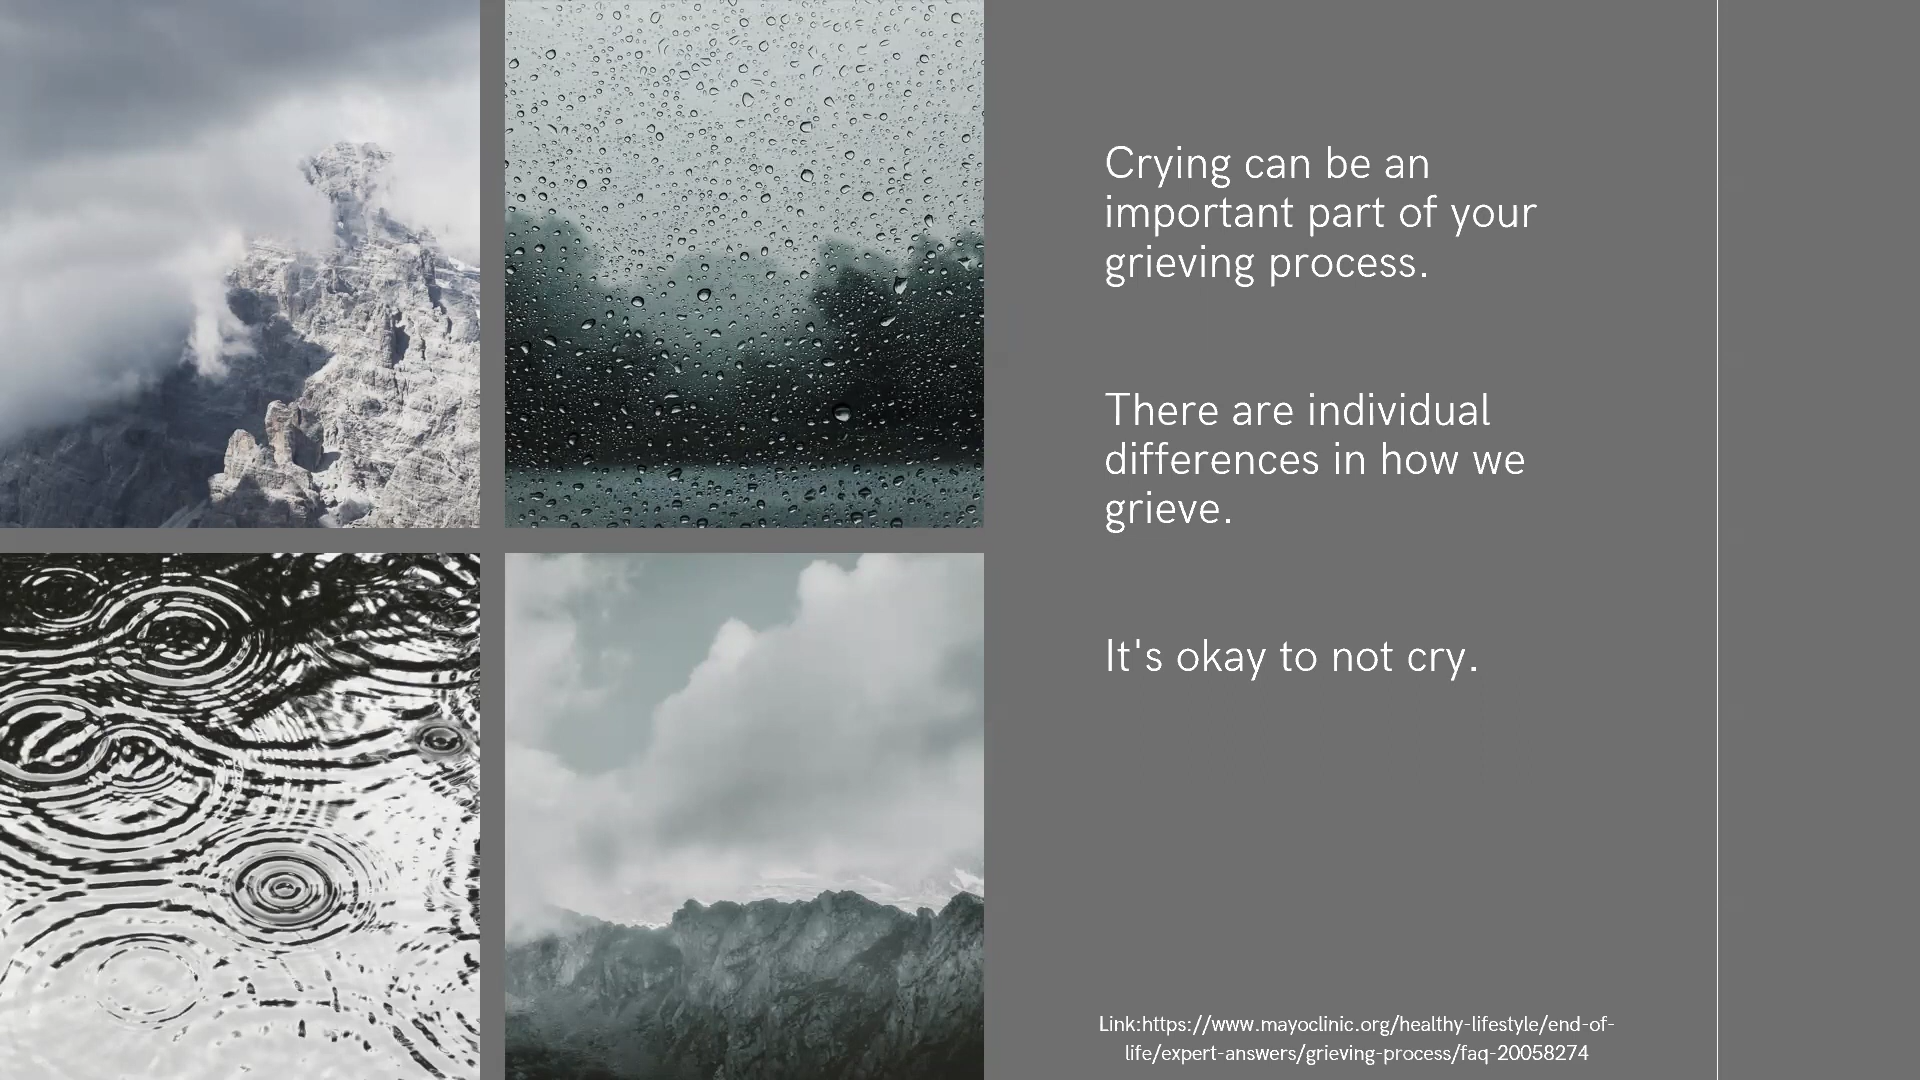 Crying can be an
important part of your
grieving process.
There are individual
differences in how we
grieve.
It's okay to not cry.
Link:https://www.mayoclinic.org/healthy-lifestyle/end-of-
life/expert-answers/grieving-process/faq-20058274